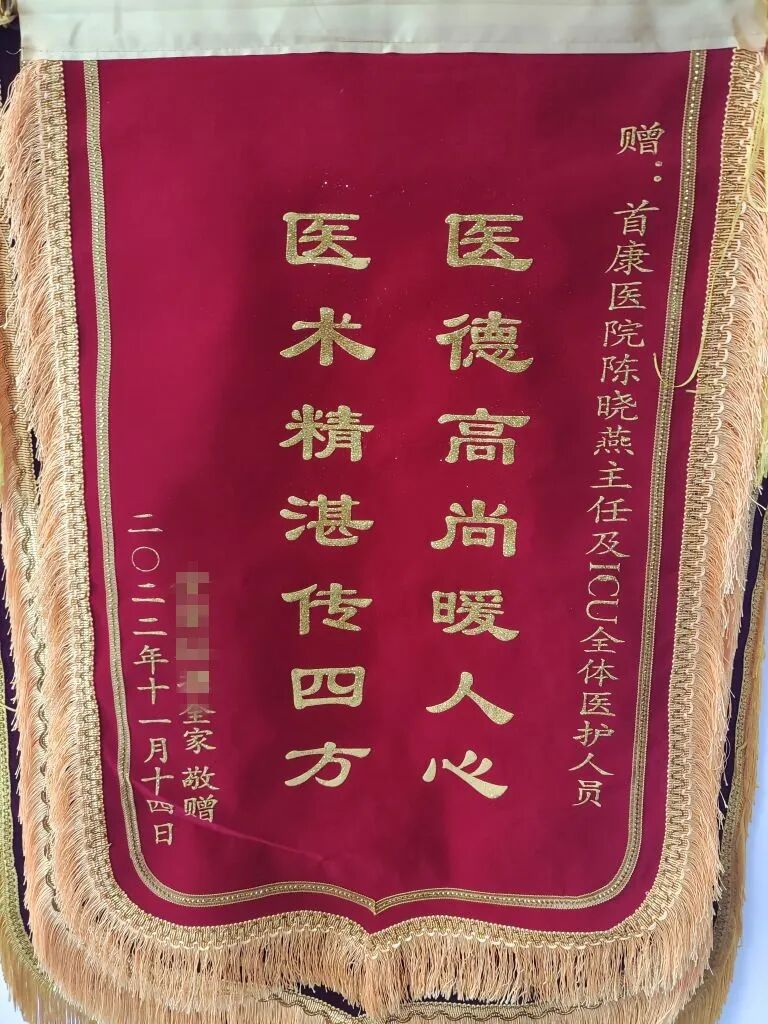 赠：首康医院陈晓燕主任及ICU全体医护人员
医德高尚暖人心
医术精湛传四方
全家 敬赠
二〇二二年十一月十四日